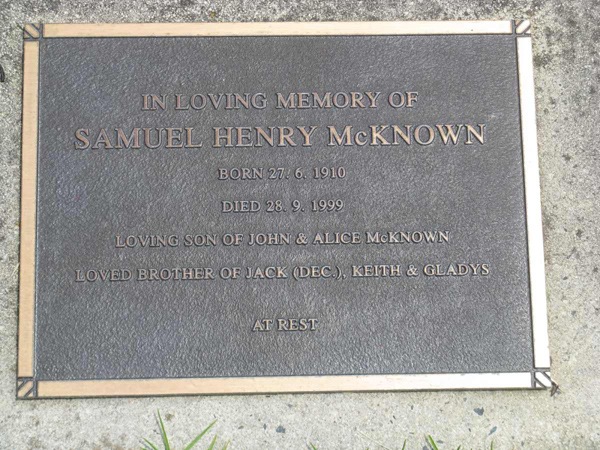 IN LOVING MEMORY OF
SAMUEL HENRY McKNOWN
BORN 27. 6. 1910
DIED 28. 9. 1999
LOVING SON OF JOHN & ALICE McKNOWN
LOVED BROTHER OF JACK (DEC.), KEITH & GLADYS
AT REST